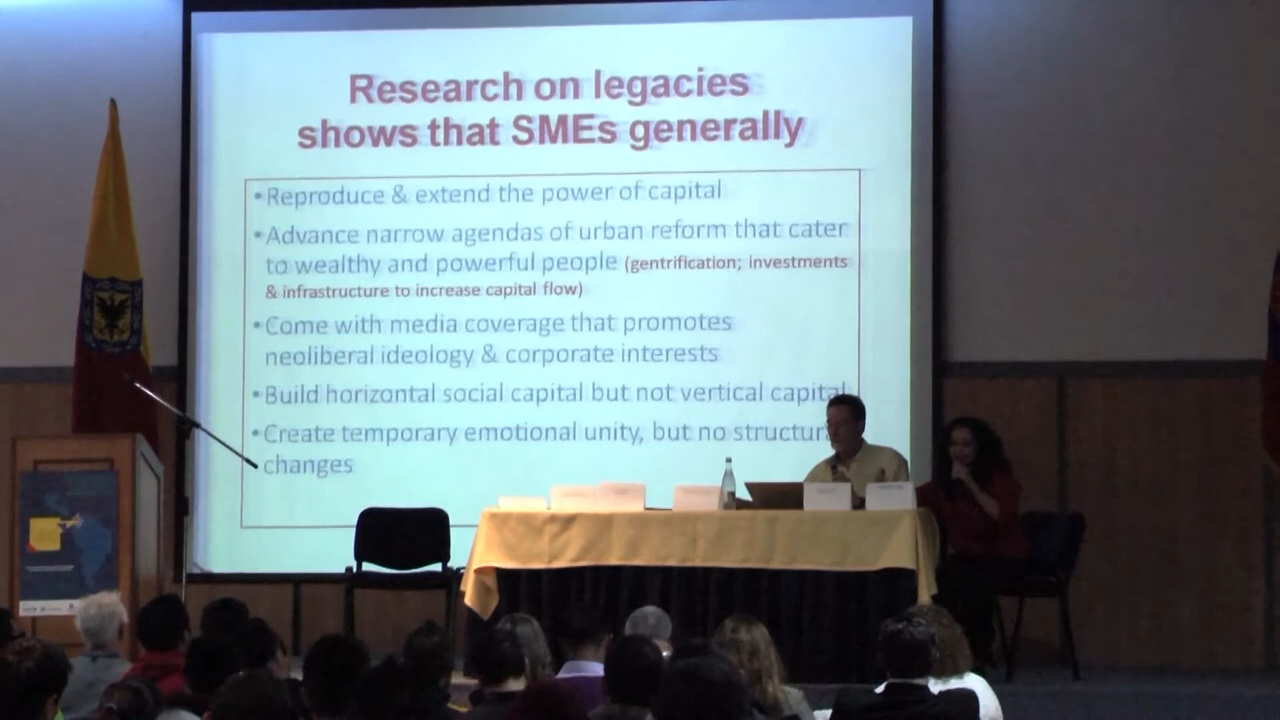 Research on legacies
shows that SMEs generally
•Reproduce & extend the power of capital
•Advance narrow agendas of urban reform that cater
to wealthy and powerful people (gentrification; investments
& infrastructure to increase capital flow)
•Come with media coverage that promotes
neoliberal ideology & corporate interests
•Build horizontal social capital but not vertical capital
•Create temporary emotional unity, but no
changes